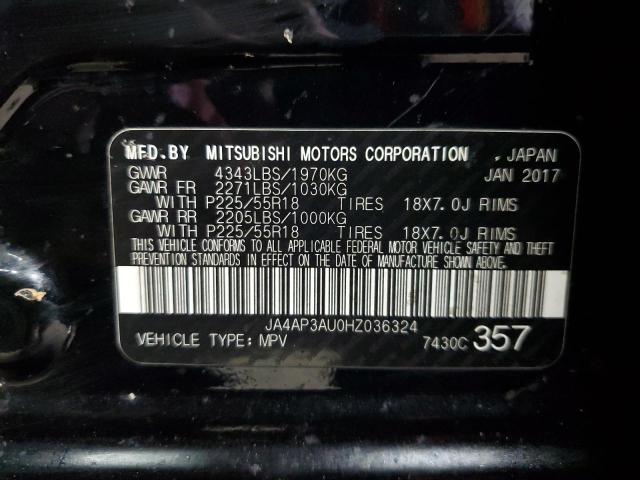 MFD.BY MITSUBISHI MOTORS CORPORATION , JAPAN
GVWR 4343LBS/1970KG JAN 2017
GAWR FR 2271LBS/1030KG
WITH P225/55R18 TIRES 18X7.0J RIMS
GAWR RR 2205LBS/1000KG
WITH P225/55R18 TIRES 18X7.0J RIMS
THIS VEHICLE CONFORMS TO ALL APPLICABLE FEDERAL MOTOR VEHICLE SAFETY AND THEFT
PREVENTION STANDARDS IN EFFECT ON THE DATE OF MANUFACTURE SHOWN ABOVE.
JA4AP3AU0HZ036324
VEHICLE TYPE: MPV 7430C 357